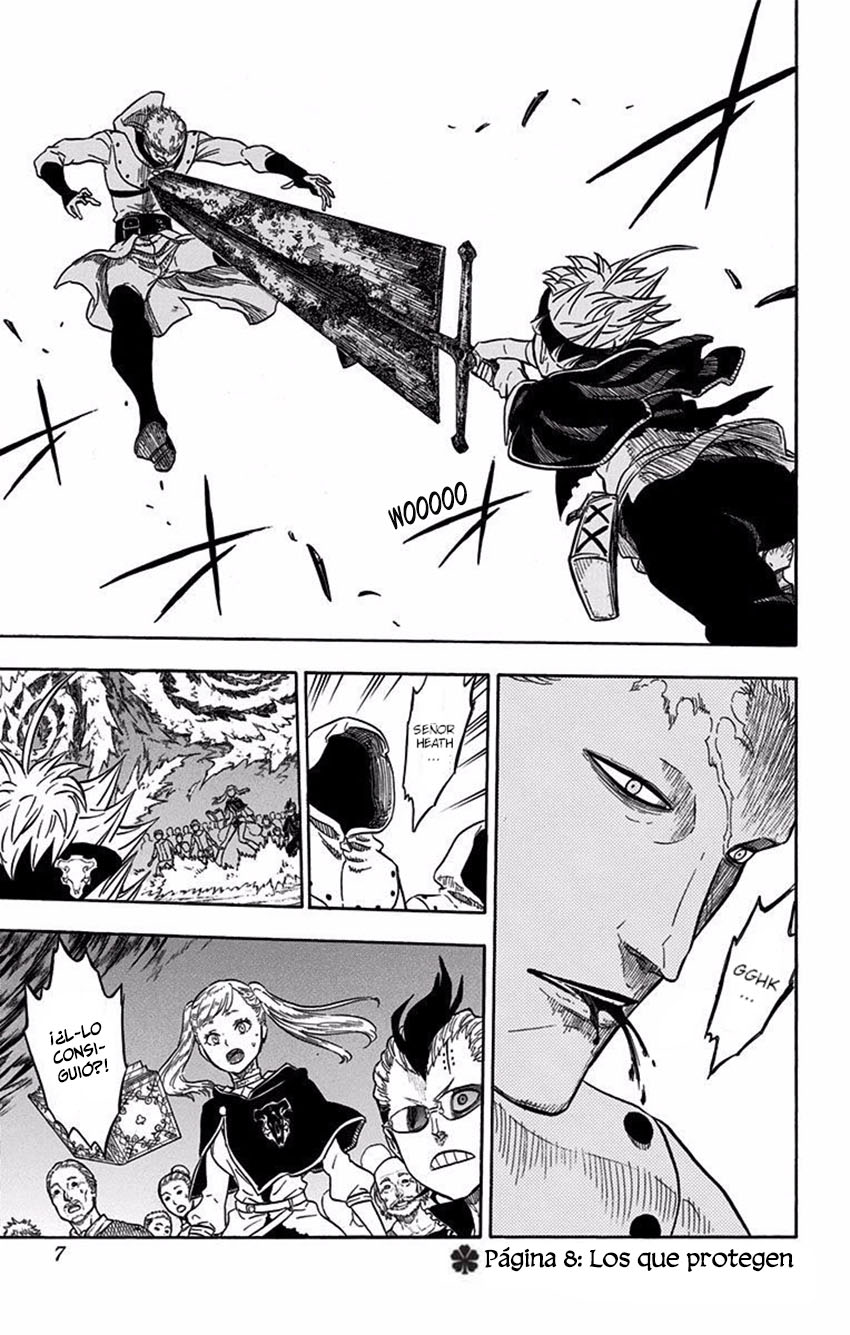 WOOOOO
GGHK
...
SEÑOR
HEATH
...
¡¿L-LO
CONSI-
GUIÓ?!
7
Página 8: Los que protegen